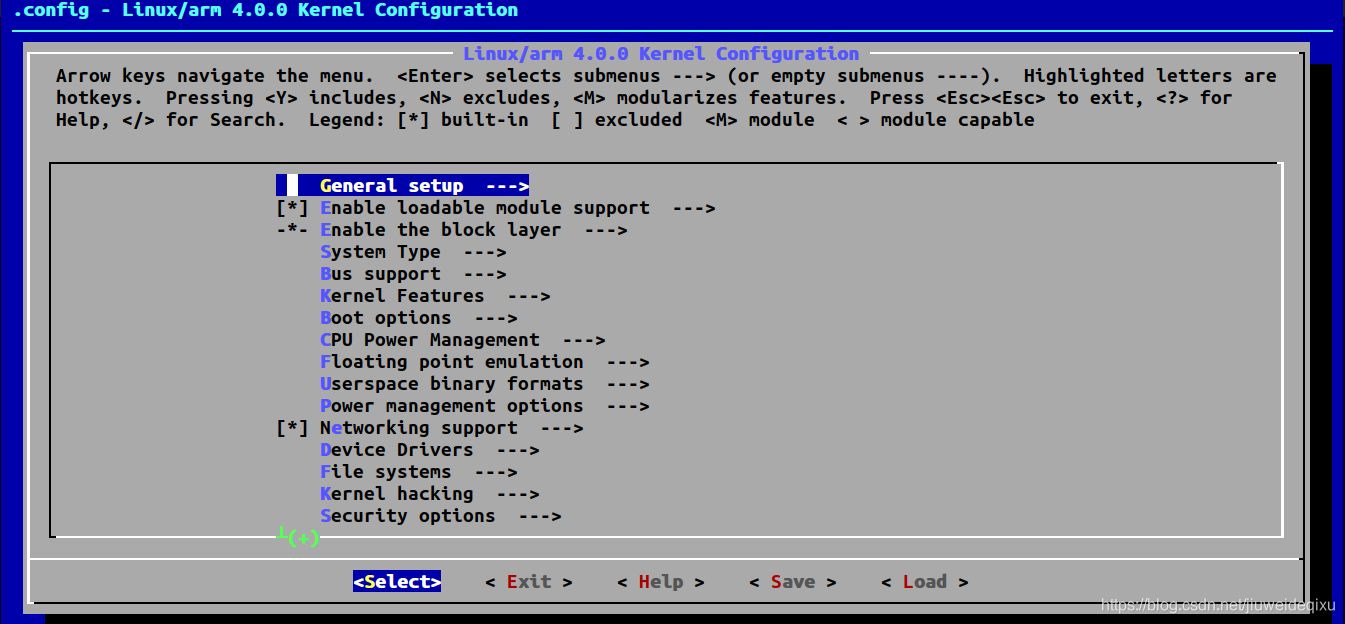 .config - Linux/arm 4.0.0 Kernel Configuration
Linux/arm 4.0.0 Kernel Configuration
Arrow keys navigate the menu.  <Enter> selects submenus ---> (or empty submenus ----).  Highlighted letters are
hotkeys.  Pressing <Y> includes, <N> excludes, <M> modularizes features.  Press <Esc><Esc> to exit, <?> for
Help, </> for Search.  Legend: [*] built-in  [ ] excluded  <M> module  < > module capable
General setup  --->
[*] Enable loadable module support  --->
-*- Enable the block layer  --->
System Type  --->
Bus support  --->
Kernel Features  --->
Boot options  --->
CPU Power Management  --->
Floating point emulation  --->
Userspace binary formats  --->
Power management options  --->
[*] Networking support  --->
Device Drivers  --->
File systems  --->
Kernel hacking  --->
Security options  --->
┴(+)
<Select>    < Exit >    < Help >    < Save >    < Load >
https://blog.csdn.net/jiuweideqixu